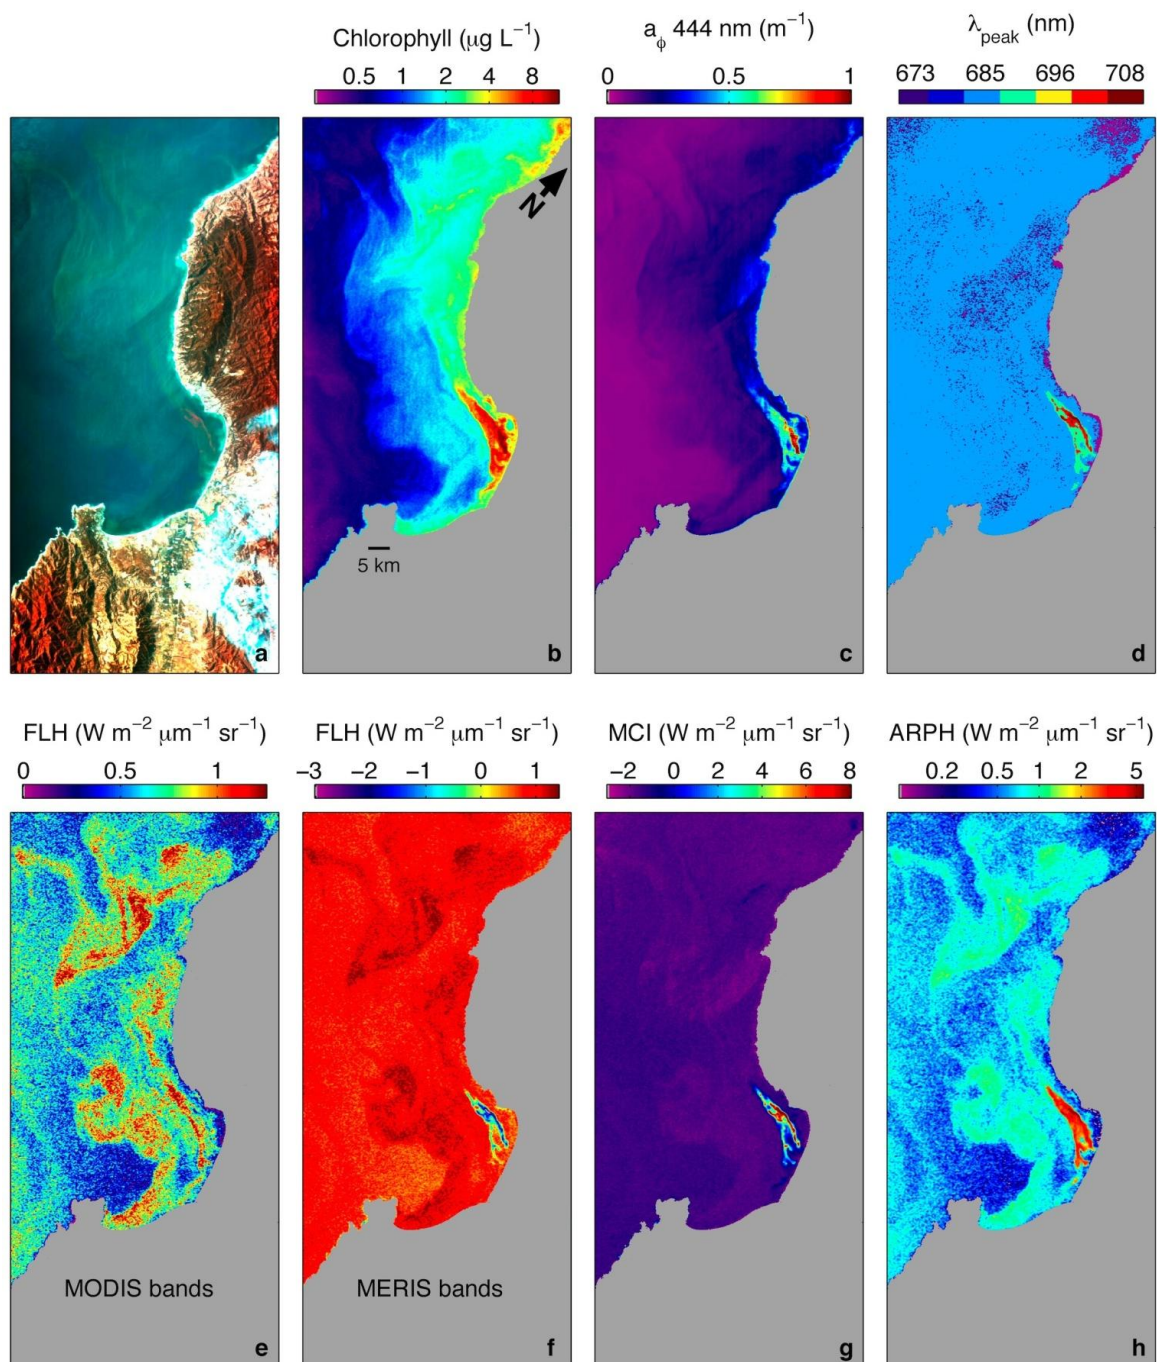 Chlorophyll (μg L⁻¹)
0.5 1 2 4 8
aϕ 444 nm (m⁻¹)
0 0.5 1
λpeak (nm)
673 685 696 708
N
5 km
a
b
c
d
FLH (W m⁻² μm⁻¹ sr⁻¹)
0 0.5 1
FLH (W m⁻² μm⁻¹ sr⁻¹)
−3 −2 −1 0 1
MCI (W m⁻² μm⁻¹ sr⁻¹)
−2 0 2 4 6 8
ARPH (W m⁻² μm⁻¹ sr⁻¹)
0.2 0.5 1 2 5
MODIS bands
MERIS bands
e
f
g
h